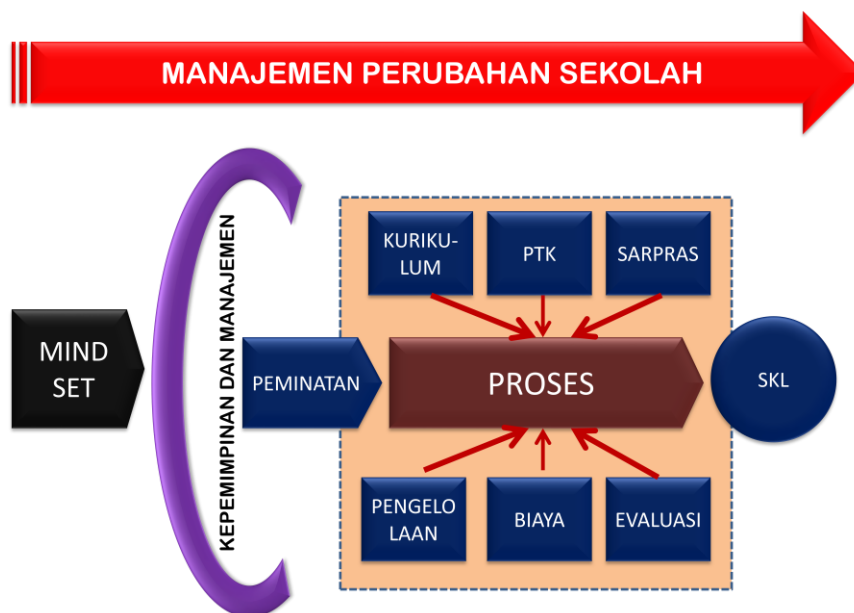 MANAJEMEN PERUBAHAN SEKOLAH
MIND
SET
KEPEMIMPINAN DAN MANAJEMEN
PEMINATAN
KURIKU-
LUM
PTK
SARPRAS
PROSES
SKL
PENGELO
LAAN
BIAYA
EVALUASI